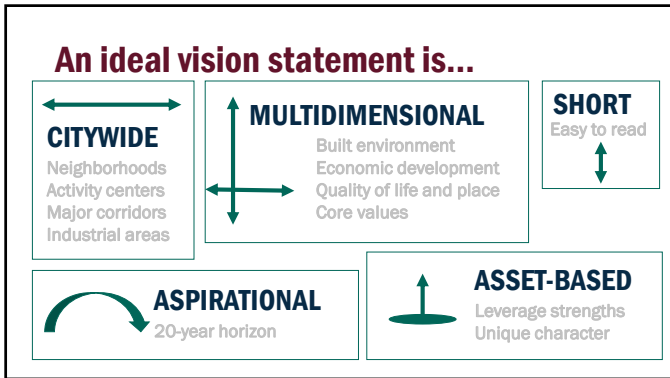 An ideal vision statement is...
CITYWIDE
Neighborhoods
Activity centers
Major corridors
Industrial areas
MULTIDIMENSIONAL
Built environment
Economic development
Quality of life and place
Core values
SHORT
Easy to read
ASPIRATIONAL
20-year horizon
ASSET-BASED
Leverage strengths
Unique character